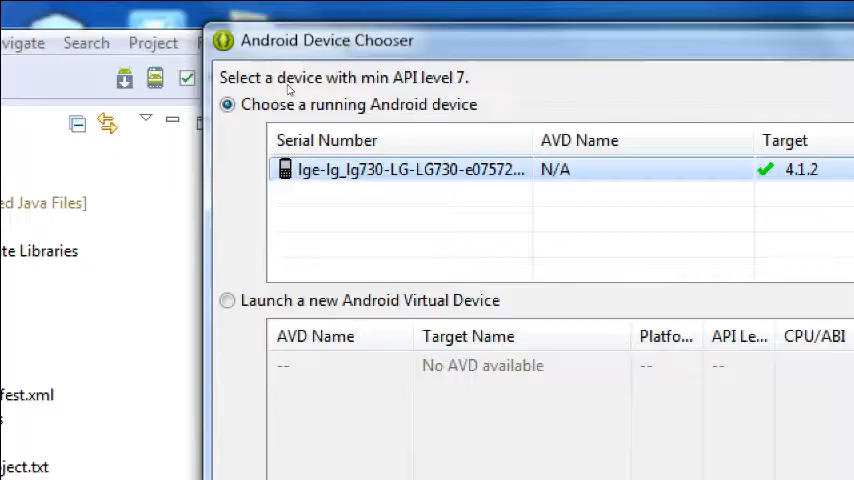 Android Device Chooser
vigate Search Project
Select a device with min API level 7.
Choose a running Android device
Serial Number AVD Name Target
lge-lg_lg730-LG-LG730-e07572... N/A 4.1.2
ed Java Files]
te Libraries
Launch a new Android Virtual Device
AVD Name Target Name Platfo... API Le... CPU/ABI
-- No AVD available -- --
fest.xml
s
ject.txt